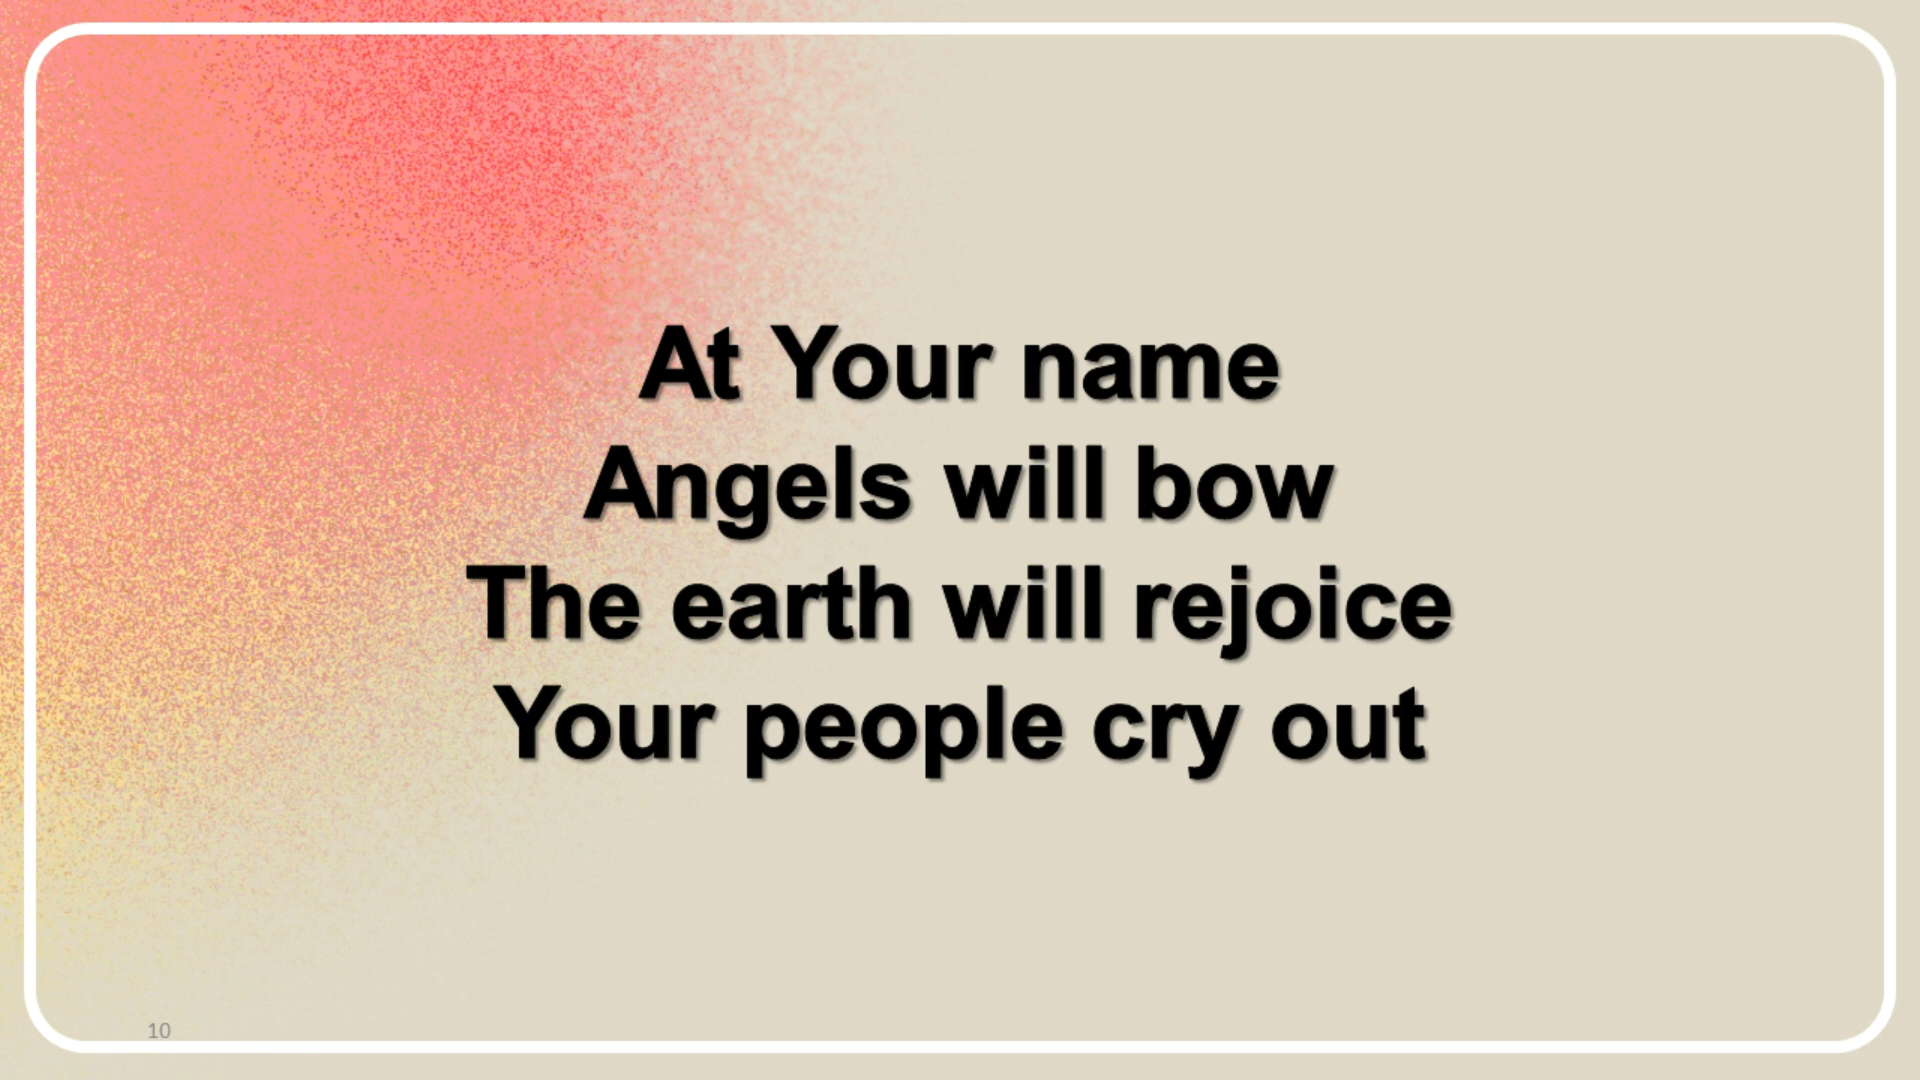 At Your name
Angels will bow
The earth will rejoice
Your people cry out
10